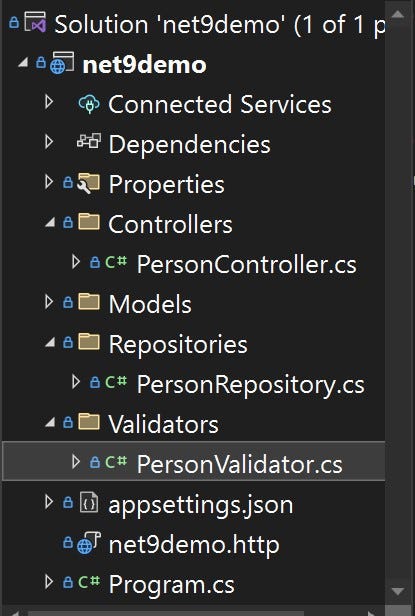 Solution 'net9demo' (1 of 1 p
net9demo
Connected Services
Dependencies
Properties
Controllers
C# PersonController.cs
Models
Repositories
C# PersonRepository.cs
Validators
C# PersonValidator.cs
appsettings.json
net9demo.http
C# Program.cs